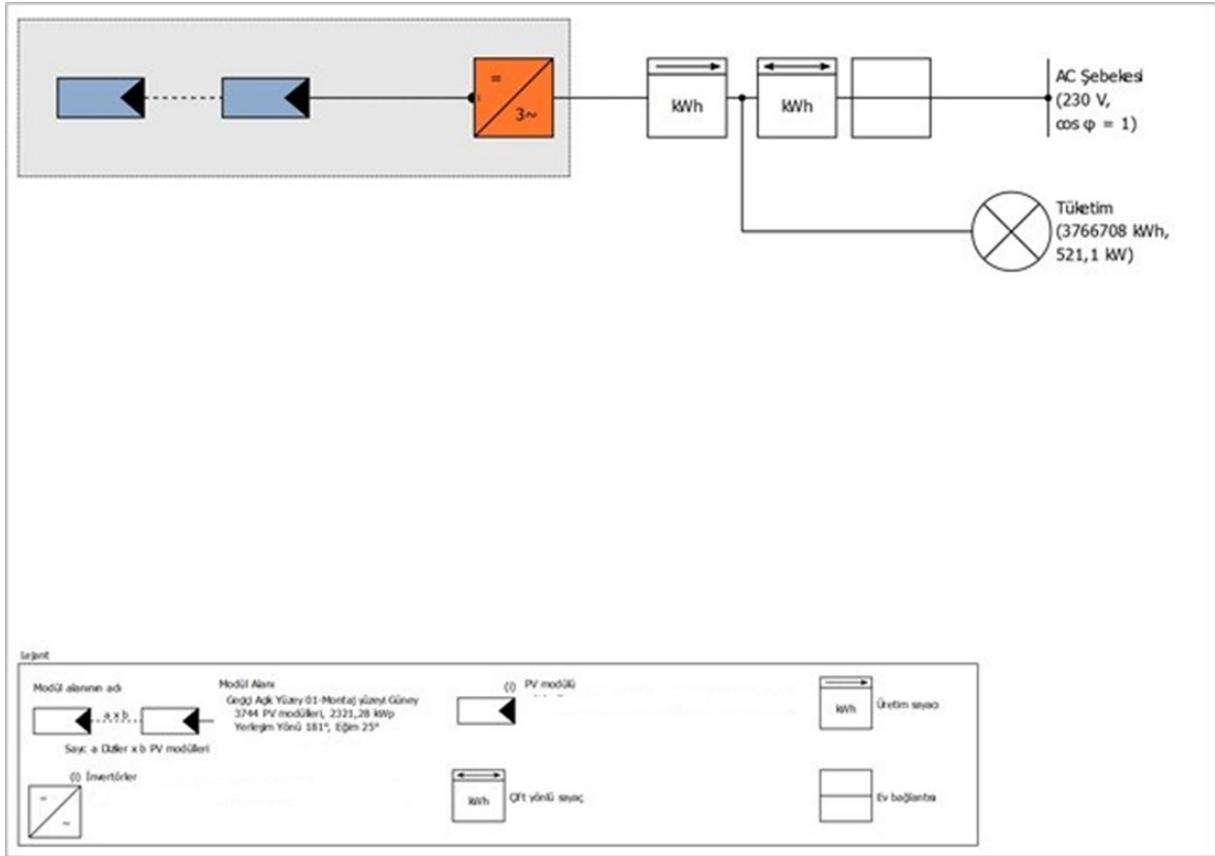 =
3~
kWh
kWh
AC Şebekesi
(230 V,
cos φ = 1)
Tüketim
(3766708 kWh,
521,1 kW)
Lejant
Modül alanının adı
a x b
Sayı: a Diziler x b PV modülleri
Modül Alanı
Açık Yüzey 01-Montaj yüzeyi Güney
3744 PV modülleri, 2321,28 kWp
Yerleşim Yönü 181°, Eğim 25°
(i) PV modülü
kWh
Üretim sayacı
(i) İnvertörler
=
~
kWh
Çift yönlü sayaç
Ev bağlantısı